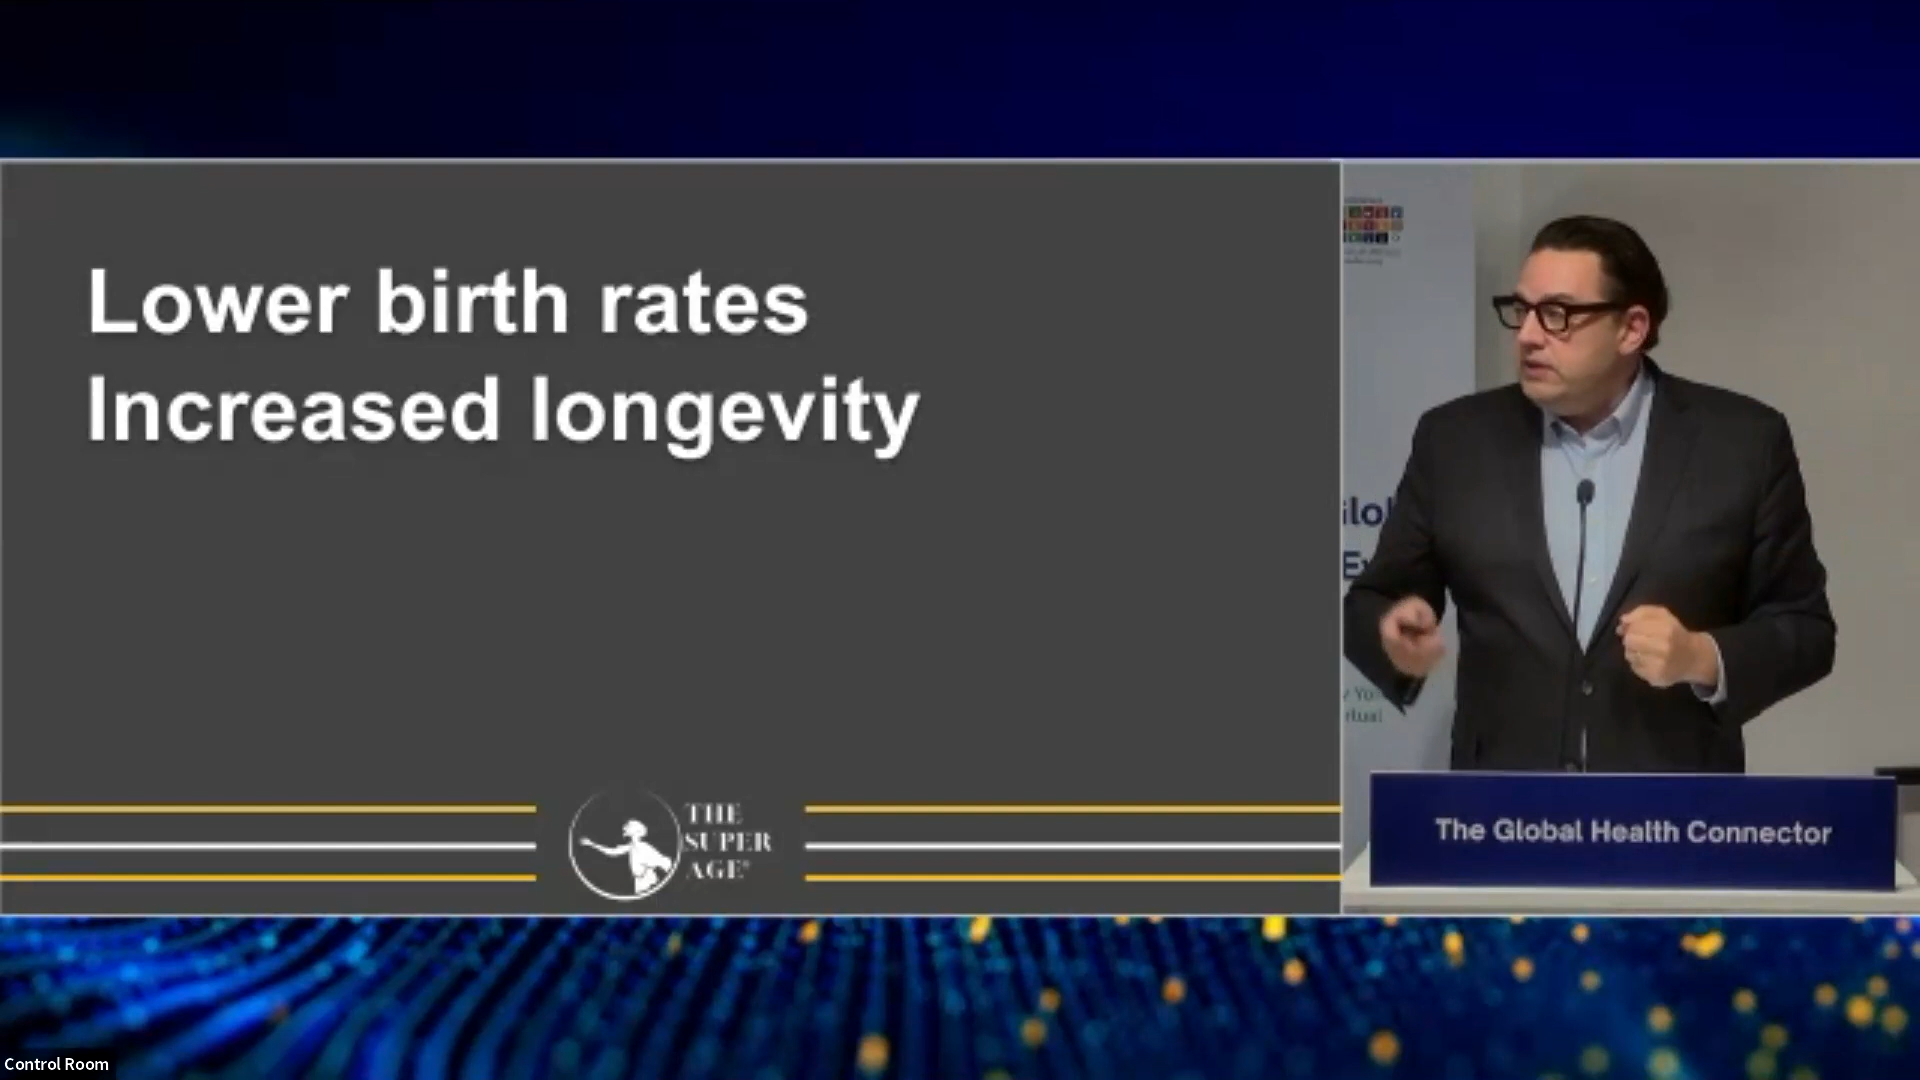 Lower birth rates
Increased longevity
THE
SUPER
AGE
The Global Health Connector
Control Room